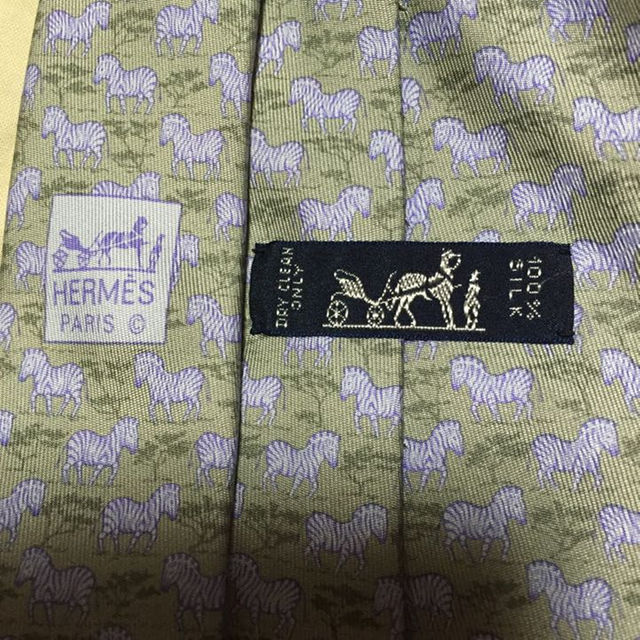 HERMÈS
PARIS ©
DRY CLEAN
ONLY
100%
SILK